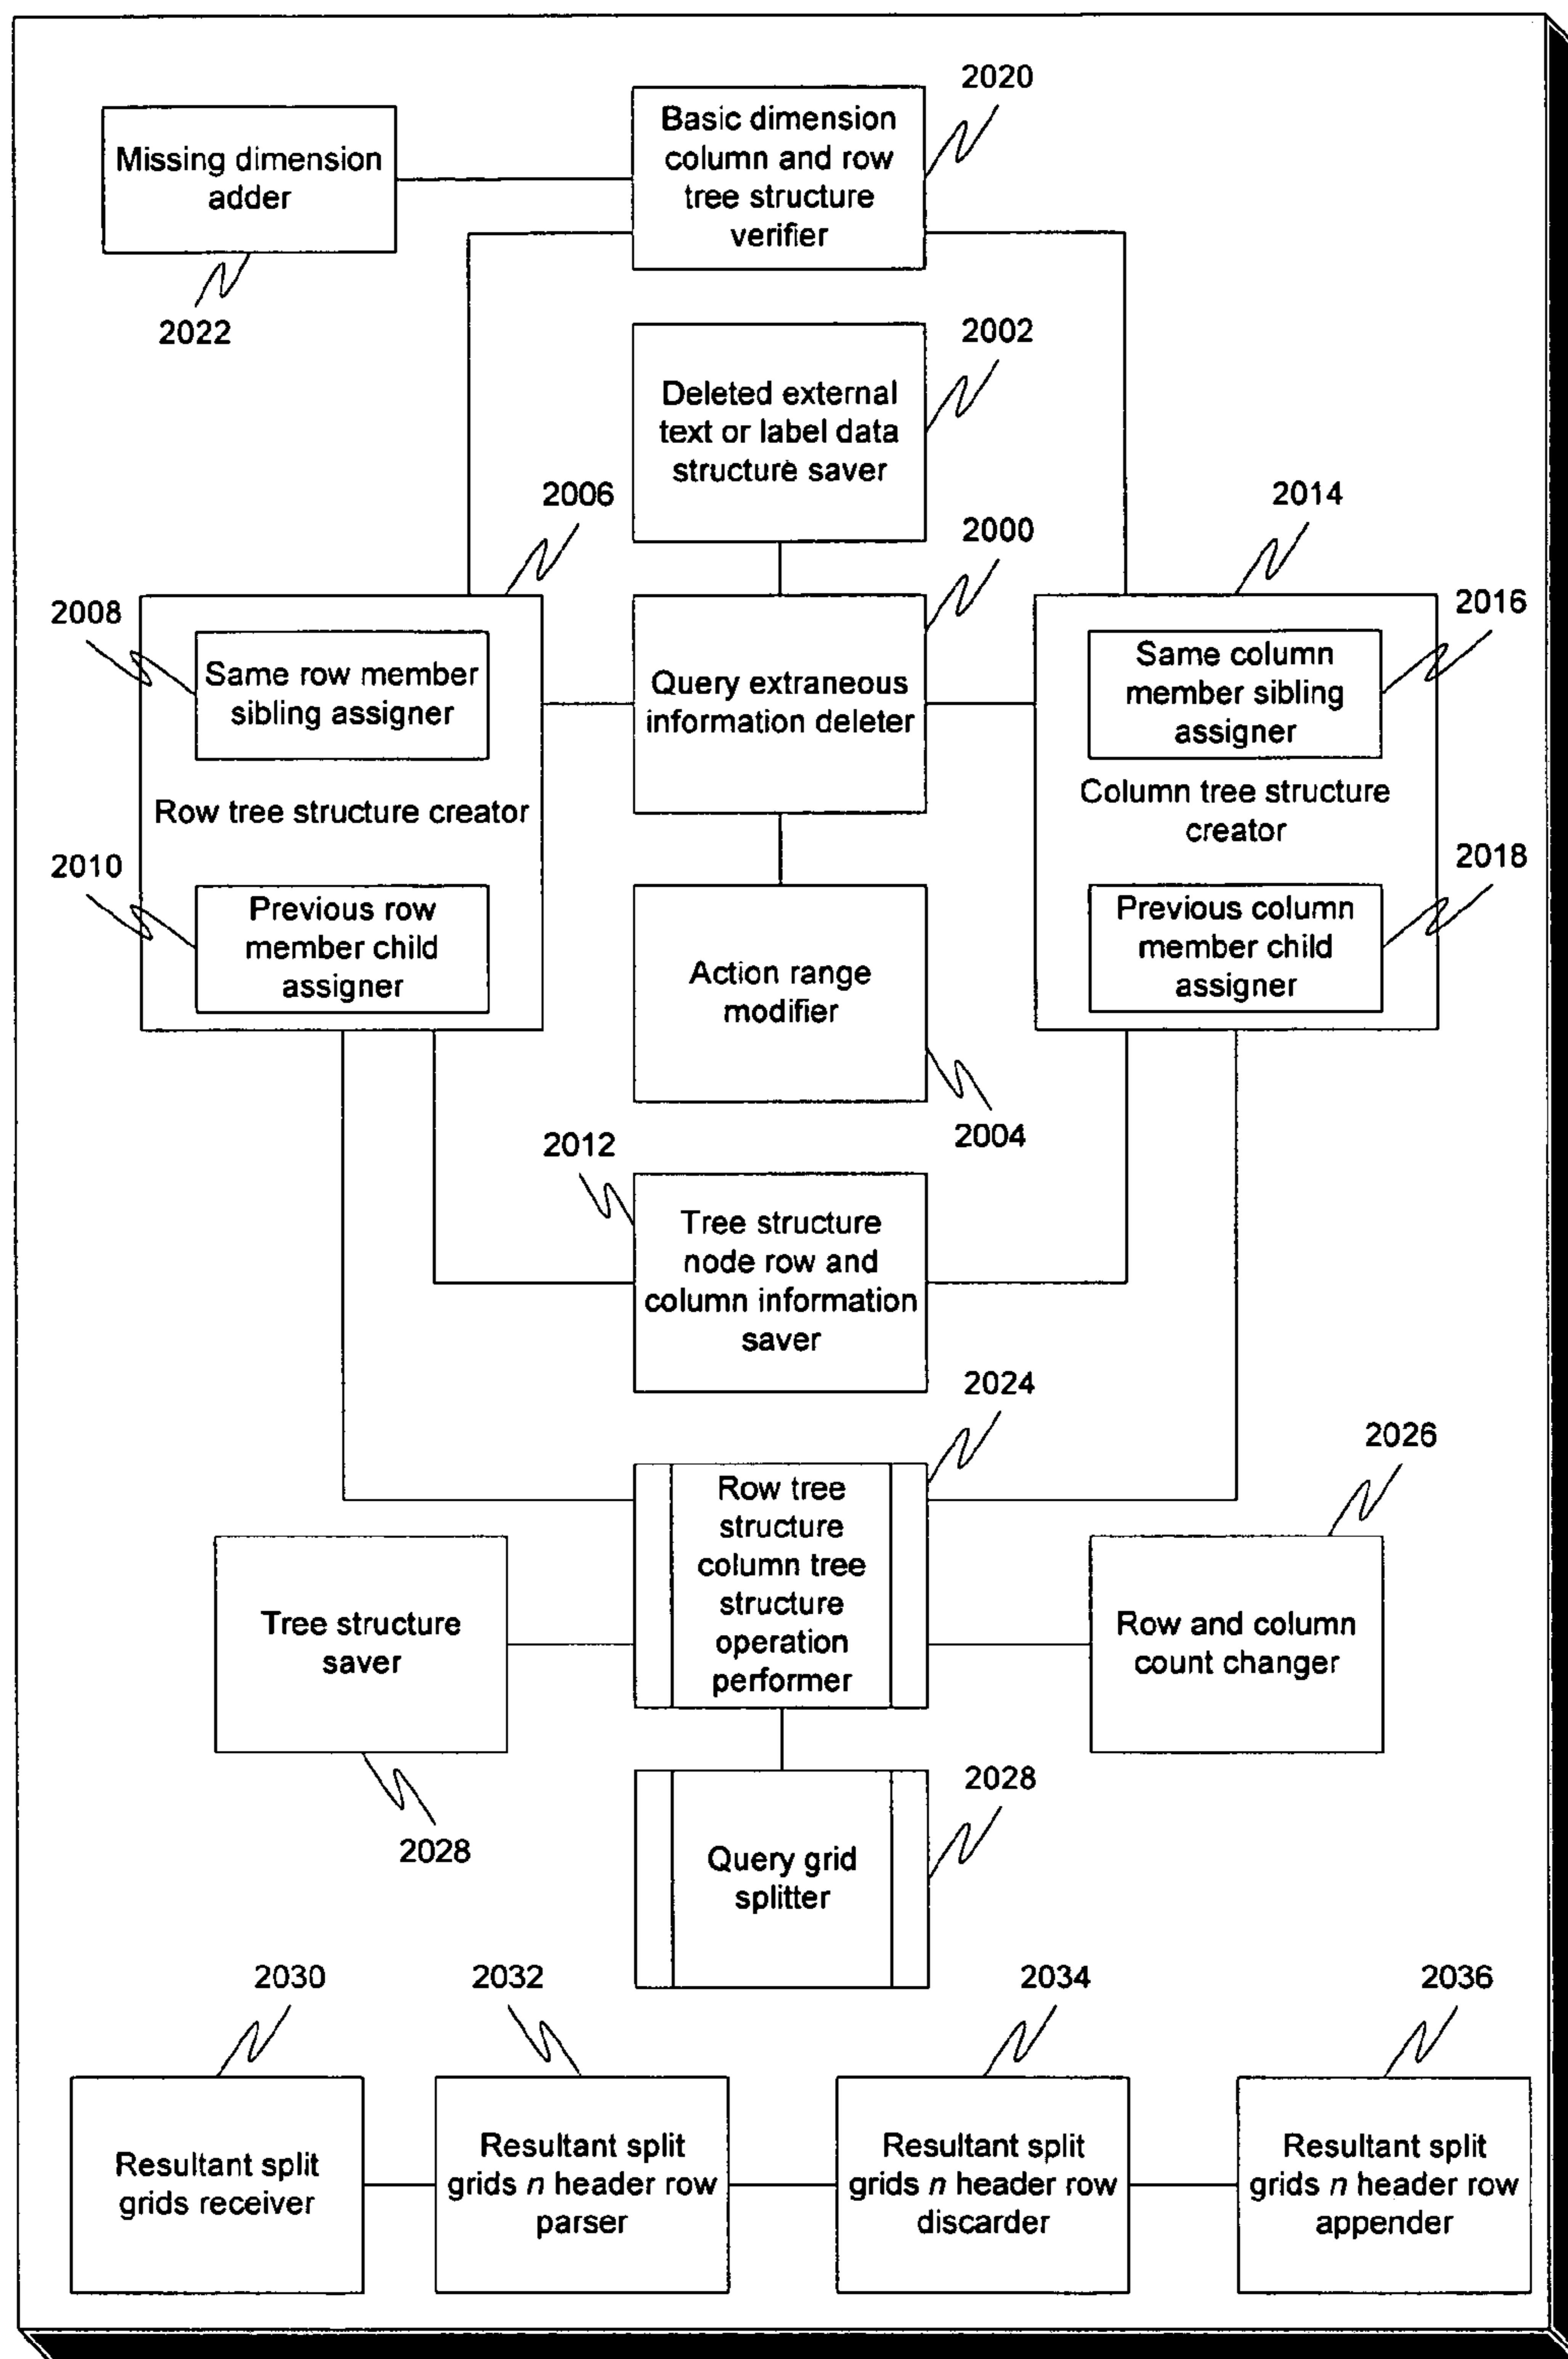 2020
Basic dimension
column and row
tree structure
verifier
Missing dimension
adder
2022
2002
Deleted external
text or label data
structure saver
2006
2014
2000
2008
Same row member
sibling assigner
Query extraneous
information deleter
Same column
member sibling
assigner
2016
Row tree structure creator
Column tree structure
creator
2010
Previous row
member child
assigner
Previous column
member child
assigner
2018
Action range
modifier
2004
2012
Tree structure
node row and
column information
saver
2024
2026
Row tree
structure
column tree
structure
operation
performer
Tree structure
saver
Row and column
count changer
2028
2028
Query grid
splitter
2030
2032
2034
2036
Resultant split
grids receiver
Resultant split
grids n header row
parser
Resultant split
grids n header row
discarder
Resultant split
grids n header row
appender